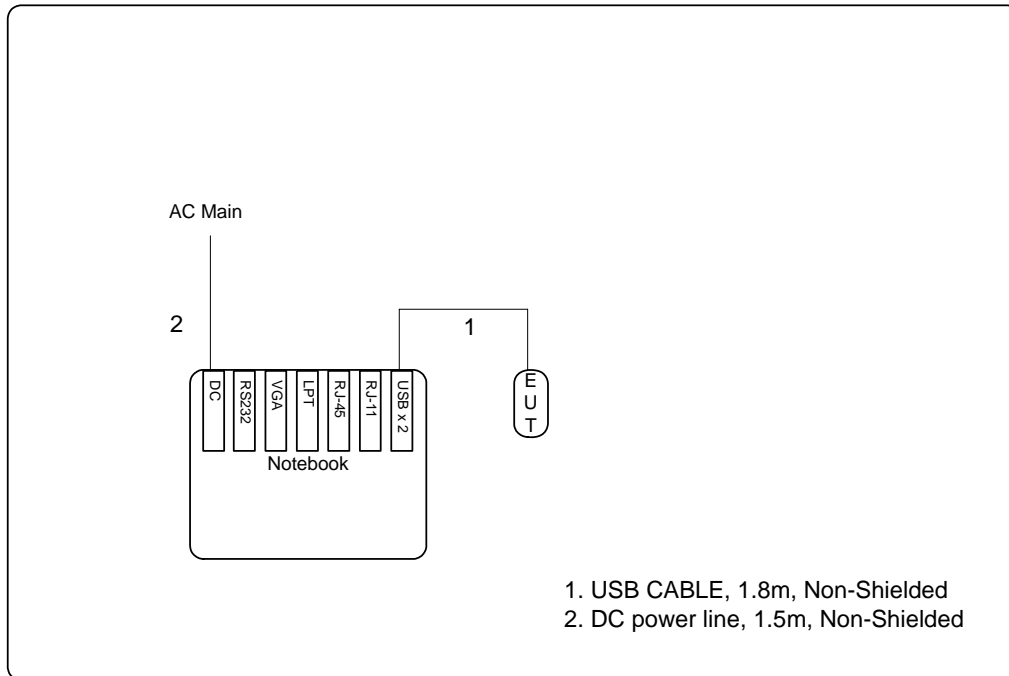 AC Main
2
1
DC
RS232
VGA
LPT
RJ-45
RJ-11
USB x 2
E
U
T
Notebook
1. USB CABLE, 1.8m, Non-Shielded
2. DC power line, 1.5m, Non-Shielded